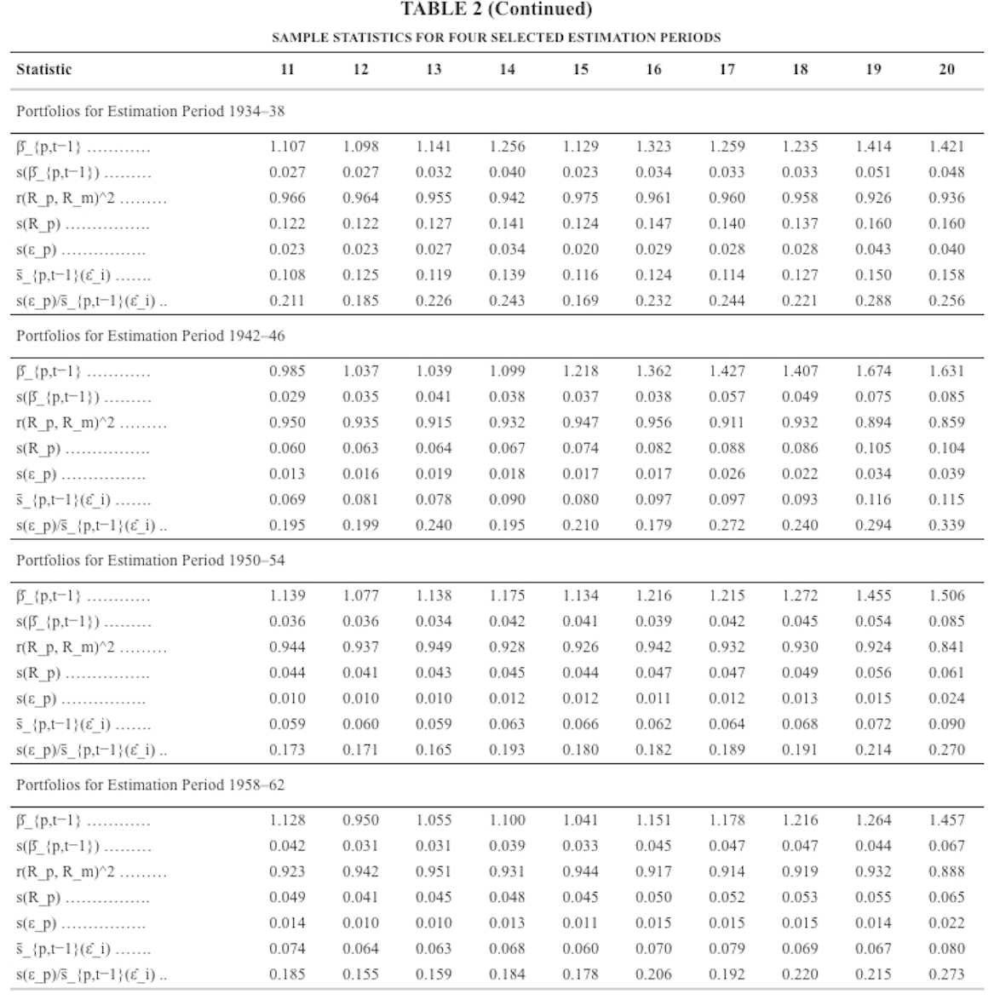 TABLE 2 (Continued)
SAMPLE STATISTICS FOR FOUR SELECTED ESTIMATION PERIODS
Statistic 11 12 13 14 15 16 17 18 19 20
Portfolios for Estimation Period 1934–38
β̂_{p,t−1} ………… 1.107 1.098 1.141 1.256 1.129 1.323 1.259 1.235 1.414 1.421
s(β̂_{p,t−1}) ……… 0.027 0.027 0.032 0.040 0.023 0.034 0.033 0.033 0.051 0.048
r(R_p, R_m)^2 ……… 0.966 0.964 0.955 0.942 0.975 0.961 0.960 0.958 0.926 0.936
s(R_p) ……………. 0.122 0.122 0.127 0.141 0.124 0.147 0.140 0.137 0.160 0.160
s(ε_p) ……………. 0.023 0.023 0.027 0.034 0.020 0.029 0.028 0.028 0.043 0.040
s̄_{p,t−1}(ε̂_i) ……. 0.108 0.125 0.119 0.139 0.116 0.124 0.114 0.127 0.150 0.158
s(ε_p)/s̄_{p,t−1}(ε̂_i) .. 0.211 0.185 0.226 0.243 0.169 0.232 0.244 0.221 0.288 0.256
Portfolios for Estimation Period 1942–46
β̂_{p,t−1} ………… 0.985 1.037 1.039 1.099 1.218 1.362 1.427 1.407 1.674 1.631
s(β̂_{p,t−1}) ……… 0.029 0.035 0.041 0.038 0.037 0.038 0.057 0.049 0.075 0.085
r(R_p, R_m)^2 ……… 0.950 0.935 0.915 0.932 0.947 0.956 0.911 0.932 0.894 0.859
s(R_p) ……………. 0.060 0.063 0.064 0.067 0.074 0.082 0.088 0.086 0.105 0.104
s(ε_p) ……………. 0.013 0.016 0.019 0.018 0.017 0.017 0.026 0.022 0.034 0.039
s̄_{p,t−1}(ε̂_i) ……. 0.069 0.081 0.078 0.090 0.080 0.097 0.097 0.093 0.116 0.115
s(ε_p)/s̄_{p,t−1}(ε̂_i) .. 0.195 0.199 0.240 0.195 0.210 0.179 0.272 0.240 0.294 0.339
Portfolios for Estimation Period 1950–54
β̂_{p,t−1} ………… 1.139 1.077 1.138 1.175 1.134 1.216 1.215 1.272 1.455 1.506
s(β̂_{p,t−1}) ……… 0.036 0.036 0.034 0.042 0.041 0.039 0.042 0.045 0.054 0.085
r(R_p, R_m)^2 ……… 0.944 0.937 0.949 0.928 0.926 0.942 0.932 0.930 0.924 0.841
s(R_p) ……………. 0.044 0.041 0.043 0.045 0.044 0.047 0.047 0.049 0.056 0.061
s(ε_p) ……………. 0.010 0.010 0.010 0.012 0.012 0.011 0.012 0.013 0.015 0.024
s̄_{p,t−1}(ε̂_i) ……. 0.059 0.060 0.059 0.063 0.066 0.062 0.064 0.068 0.072 0.090
s(ε_p)/s̄_{p,t−1}(ε̂_i) .. 0.173 0.171 0.165 0.193 0.180 0.182 0.189 0.191 0.214 0.270
Portfolios for Estimation Period 1958–62
β̂_{p,t−1} ………… 1.128 0.950 1.055 1.100 1.041 1.151 1.178 1.216 1.264 1.457
s(β̂_{p,t−1}) ……… 0.042 0.031 0.031 0.039 0.033 0.045 0.047 0.047 0.044 0.067
r(R_p, R_m)^2 ……… 0.923 0.942 0.951 0.931 0.944 0.917 0.914 0.919 0.932 0.888
s(R_p) ……………. 0.049 0.041 0.045 0.048 0.045 0.050 0.052 0.053 0.055 0.065
s(ε_p) ……………. 0.014 0.010 0.010 0.013 0.011 0.015 0.015 0.015 0.014 0.022
s̄_{p,t−1}(ε̂_i) ……. 0.074 0.064 0.063 0.068 0.060 0.070 0.079 0.069 0.067 0.080
s(ε_p)/s̄_{p,t−1}(ε̂_i) .. 0.185 0.155 0.159 0.184 0.178 0.206 0.192 0.220 0.215 0.273